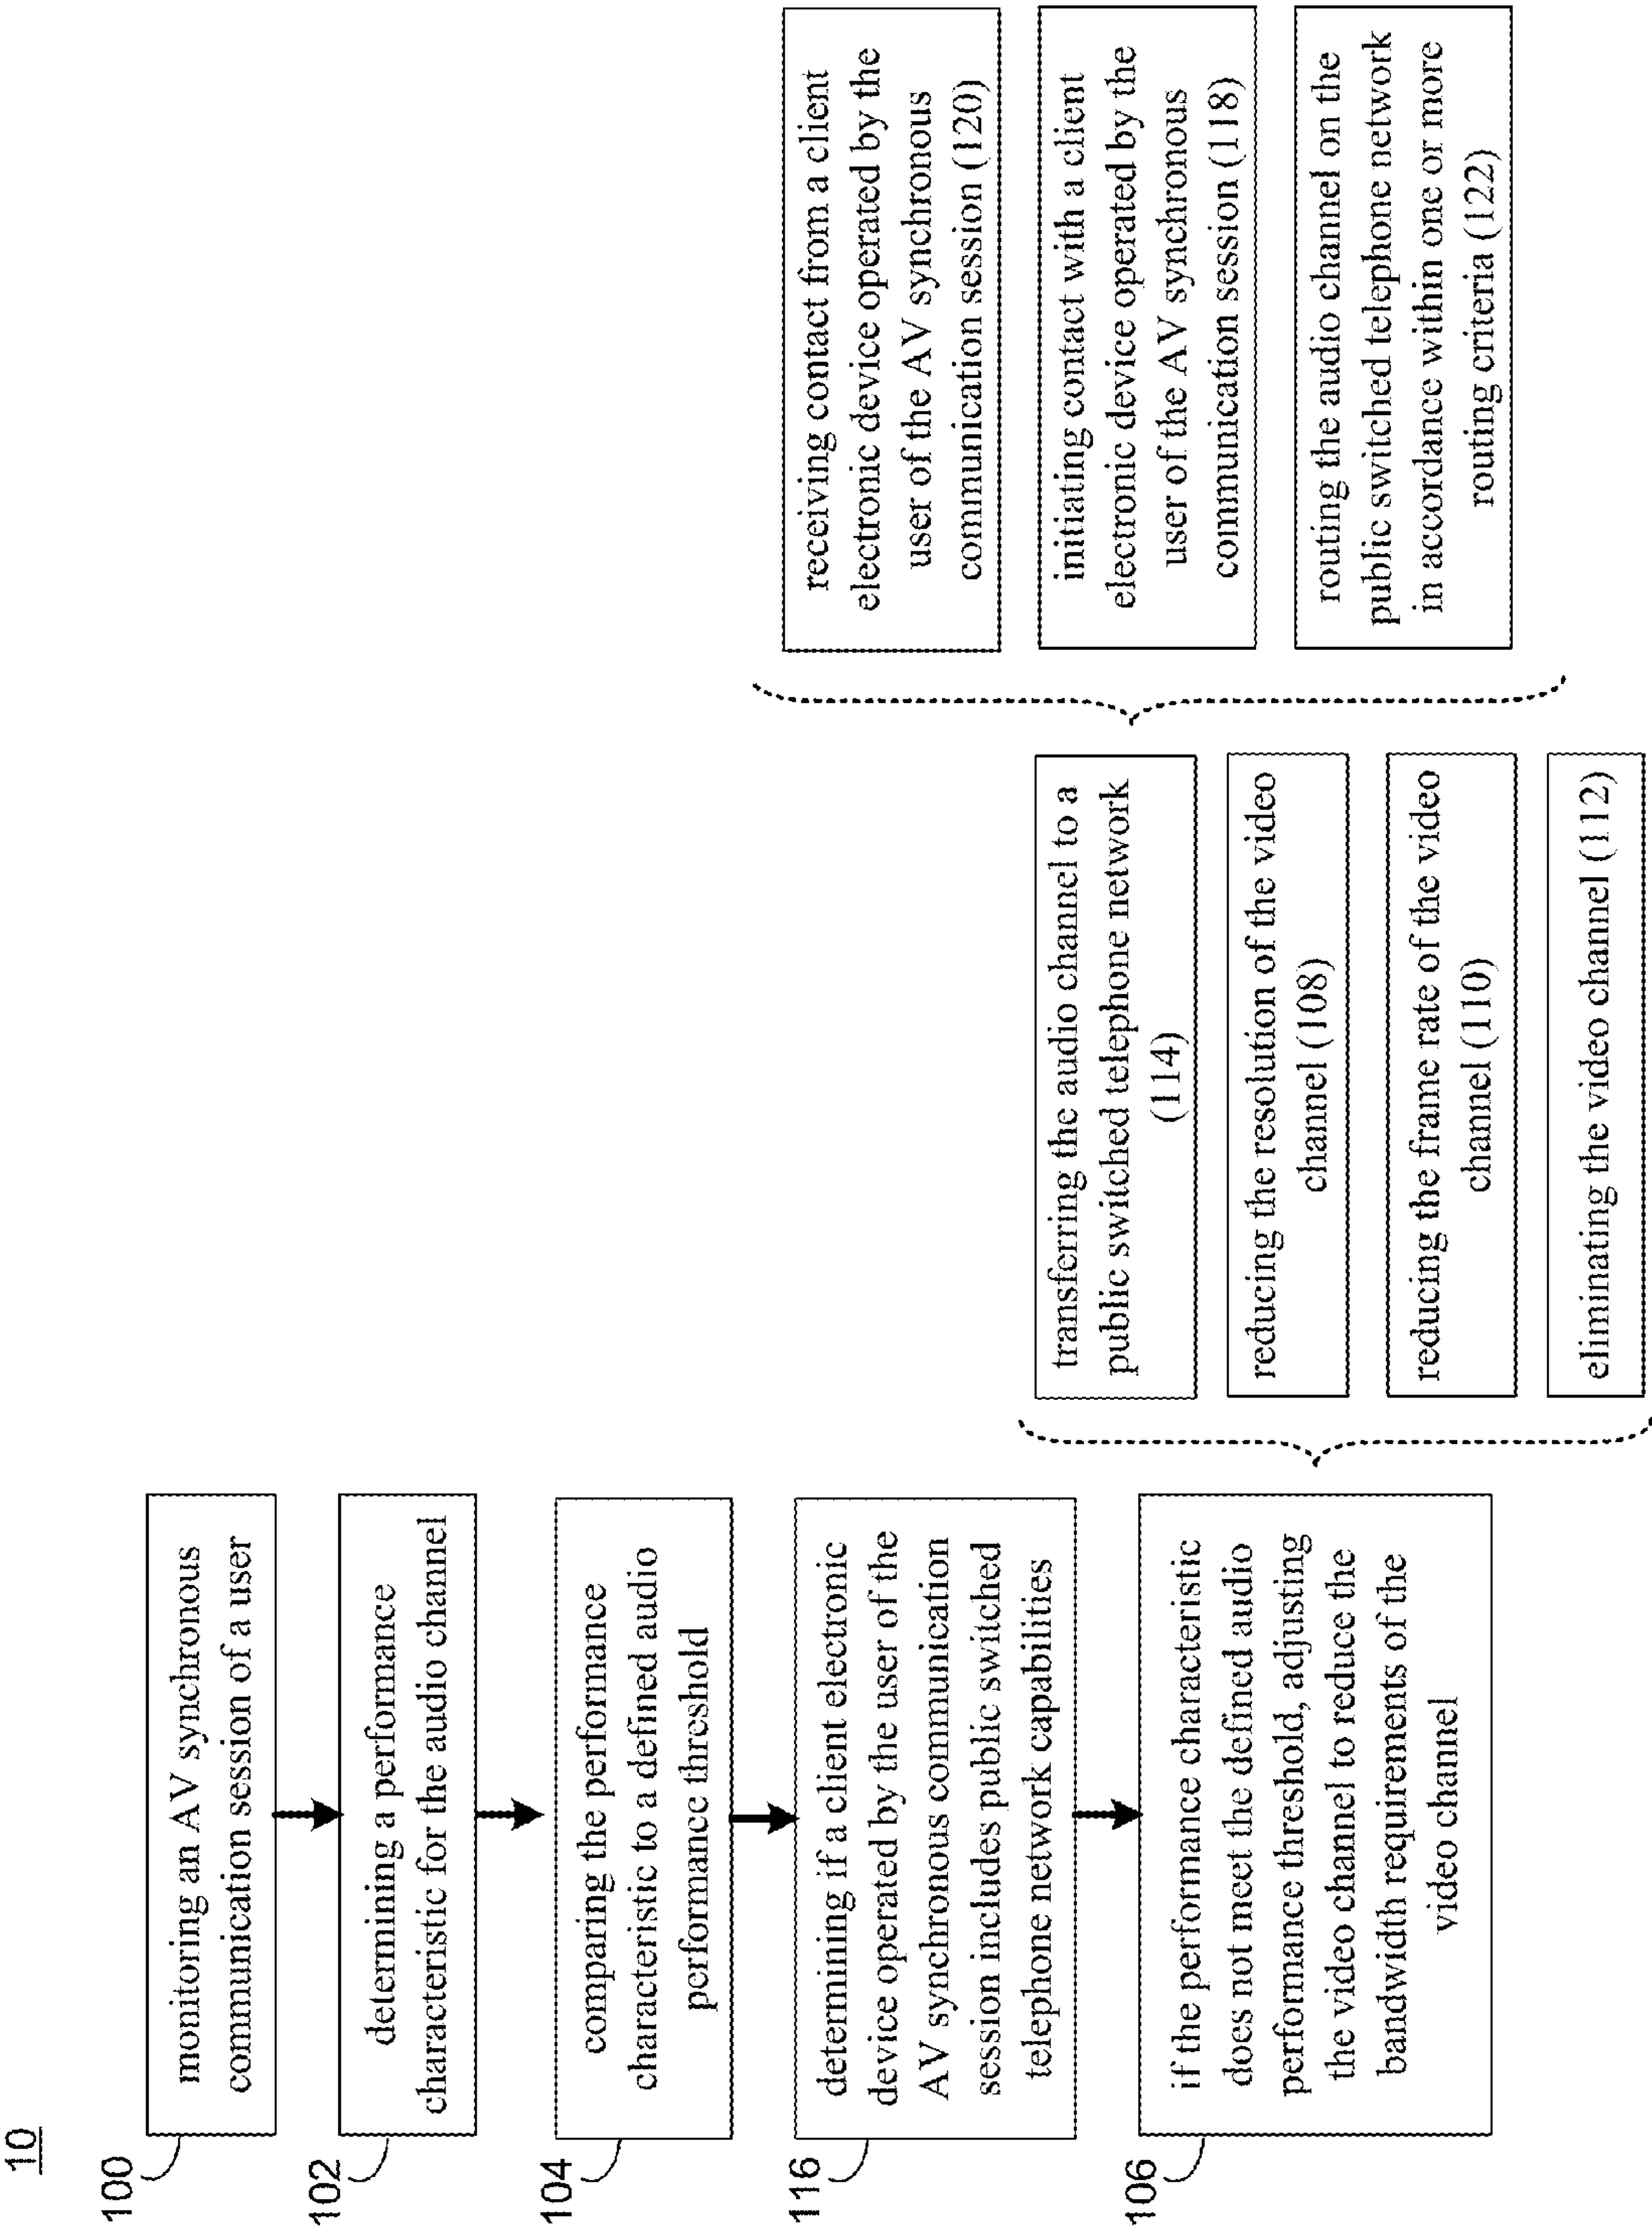 10
100
monitoring an AV synchronous
communication session of a user
102
determining a performance
characteristic for the audio channel
104
comparing the performance
characteristic to a defined audio
performance threshold
116
determining if a client electronic
device operated by the user of the
AV synchronous communication
session includes public switched
telephone network capabilities
106
if the performance characteristic
does not meet the defined audio
performance threshold, adjusting
the video channel to reduce the
bandwidth requirements of the
video channel
transferring the audio channel to a
public switched telephone network
(114)
reducing the resolution of the video
channel (108)
reducing the frame rate of the video
channel (110)
eliminating the video channel (112)
receiving contact from a client
electronic device operated by the
user of the AV synchronous
communication session (120)
initiating contact with a client
electronic device operated by the
user of the AV synchronous
communication session (118)
routing the audio channel on the
public switched telephone network
in accordance within one or more
routing criteria (122)